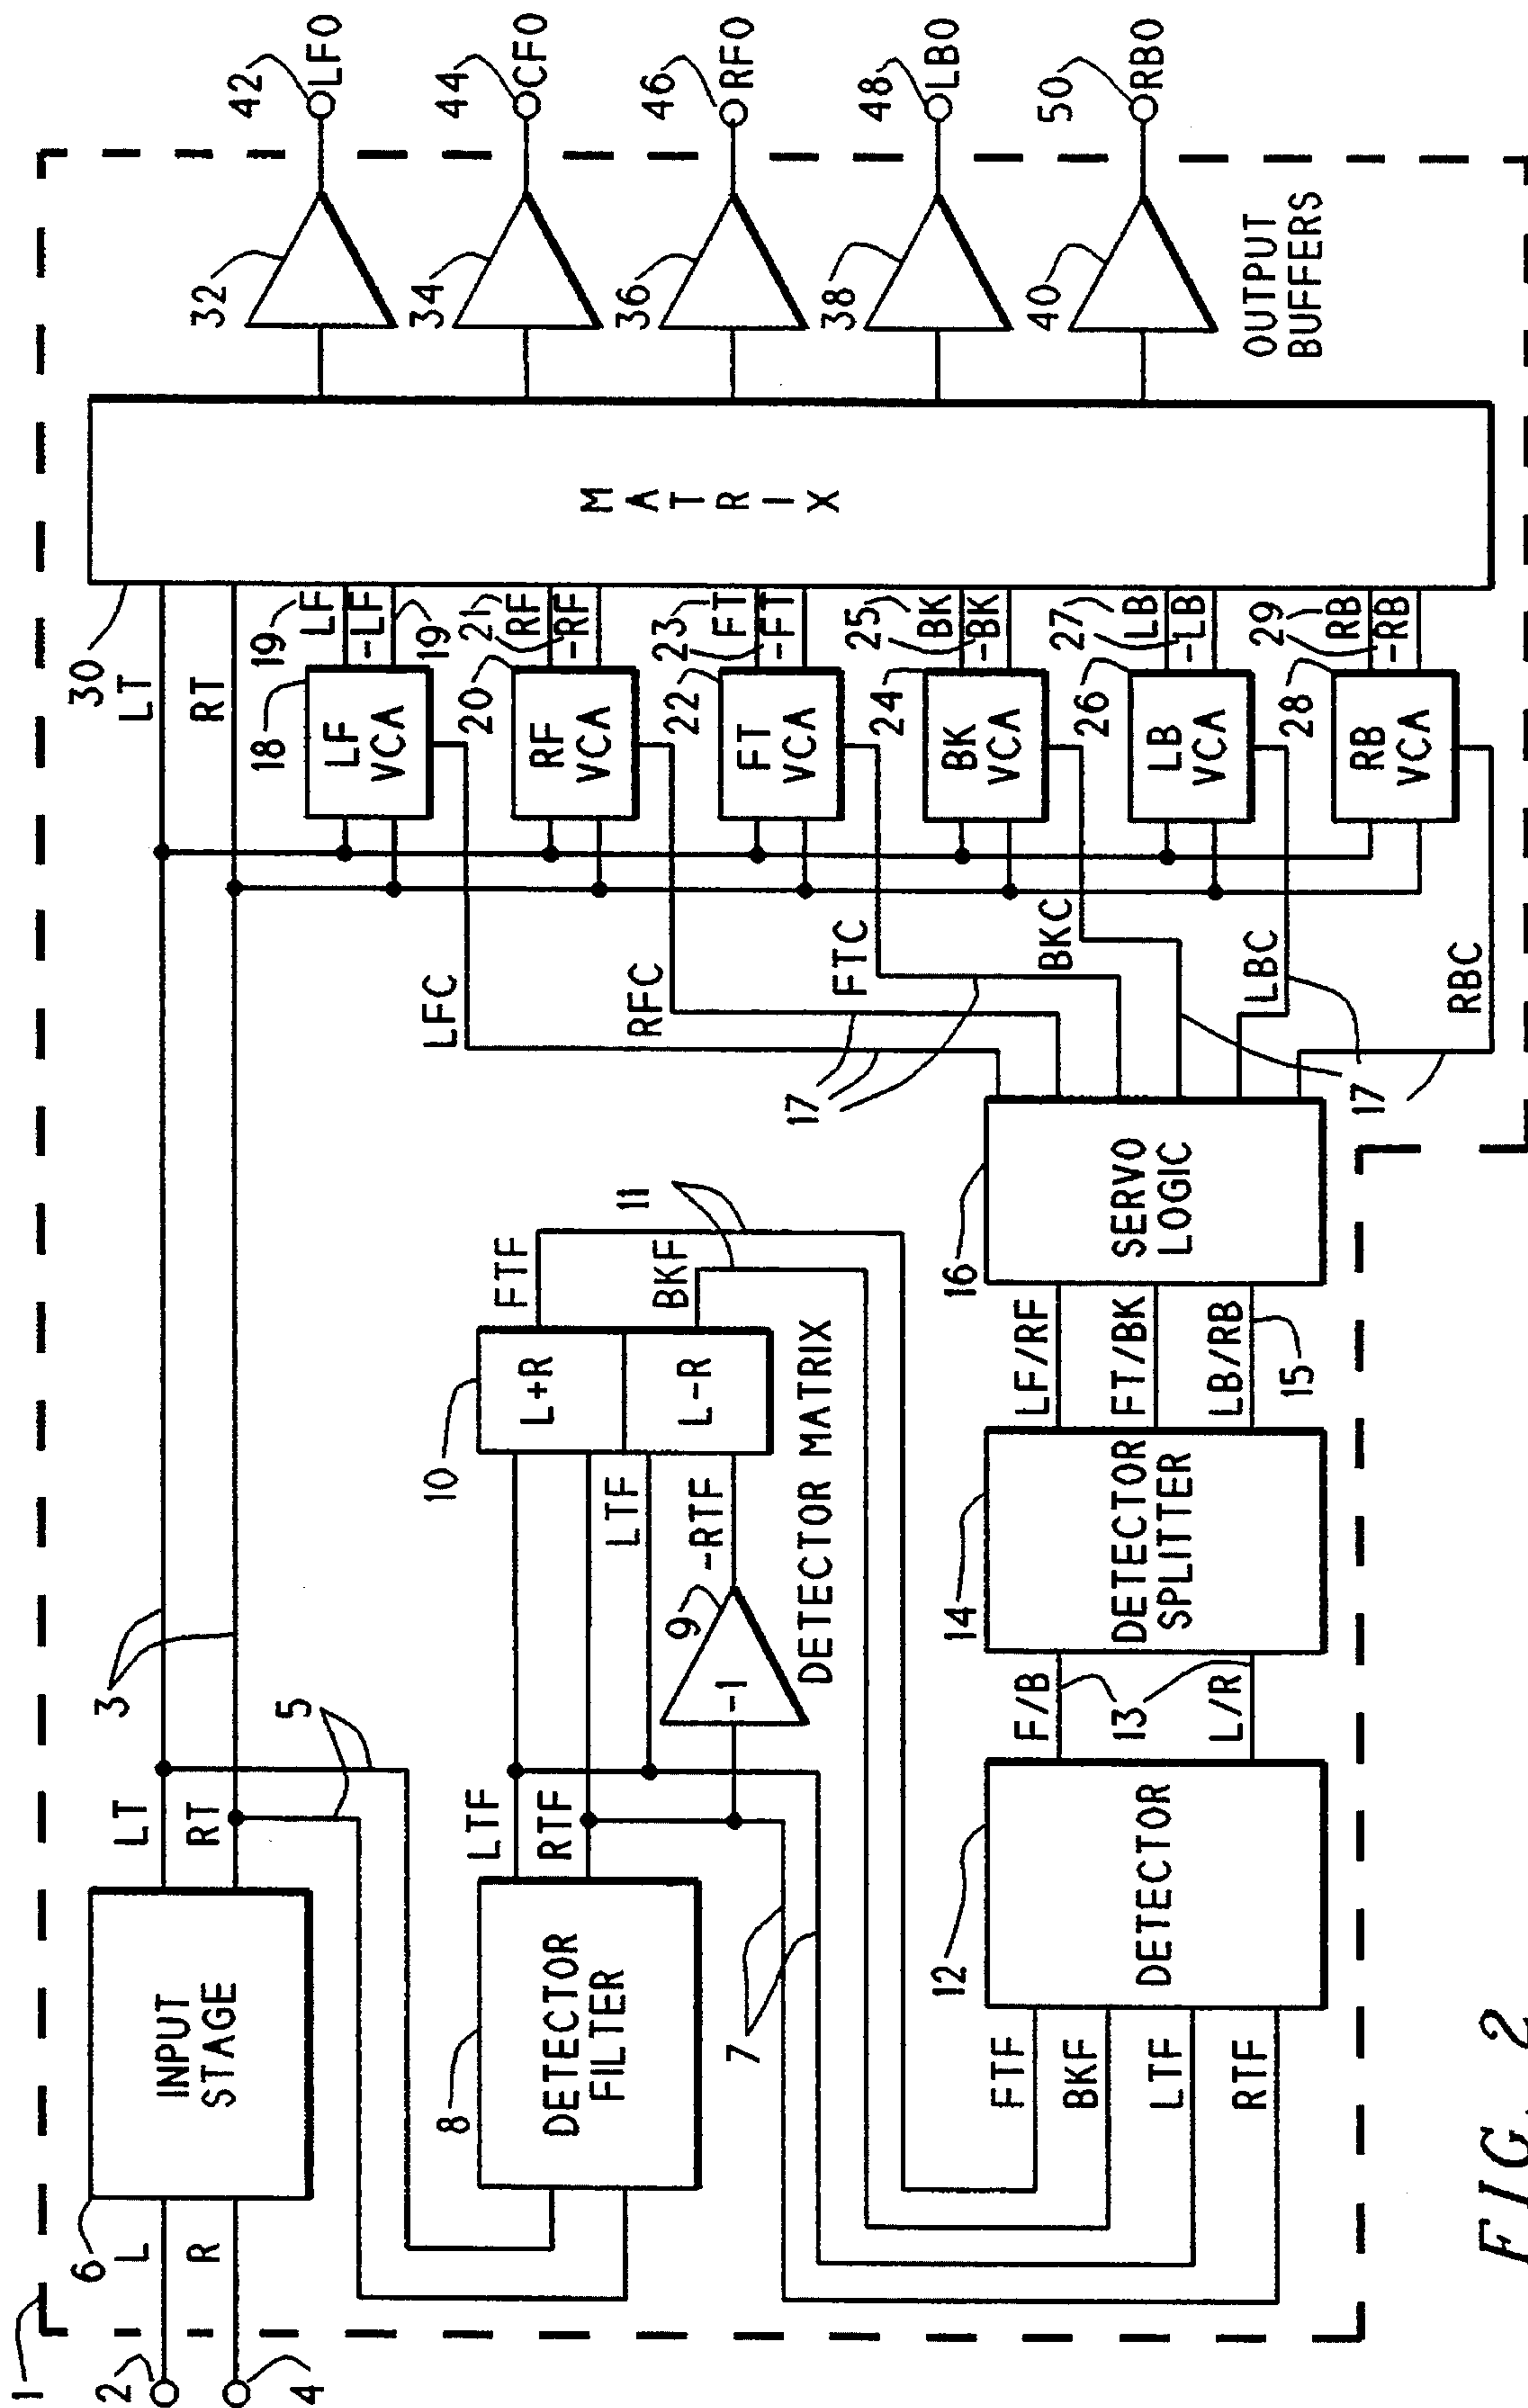 1
2
4
6
L
R
INPUT
STAGE
LT
RT
3
5
LT
RT
30
8
DETECTOR
FILTER
LTF
RTF
7
9
-1
LTF
-RTF
10
L+R
L-R
DETECTOR MATRIX
FTF
BKF
11
FTF
BKF
LTF
RTF
12
DETECTOR
F/B
L/R
13
14
DETECTOR
SPLITTER
LF/RF
FT/BK
LB/RB
15
16
SERVO
LOGIC
17
17
LFC
RFC
FTC
BKC
LBC
RBC
18
LF
VCA
19
LF
-LF
19
20
RF
VCA
21
RF
-RF
22
FT
VCA
23
FT
-FT
24
BK
VCA
25
BK
-BK
26
LB
VCA
27
LB
-LB
28
RB
VCA
29
RB
-RB
MATRIX
32
34
36
38
40
OUTPUT
BUFFERS
42
LFO
44
CFO
46
RFO
48
LBO
50
RBO
FIG. 2